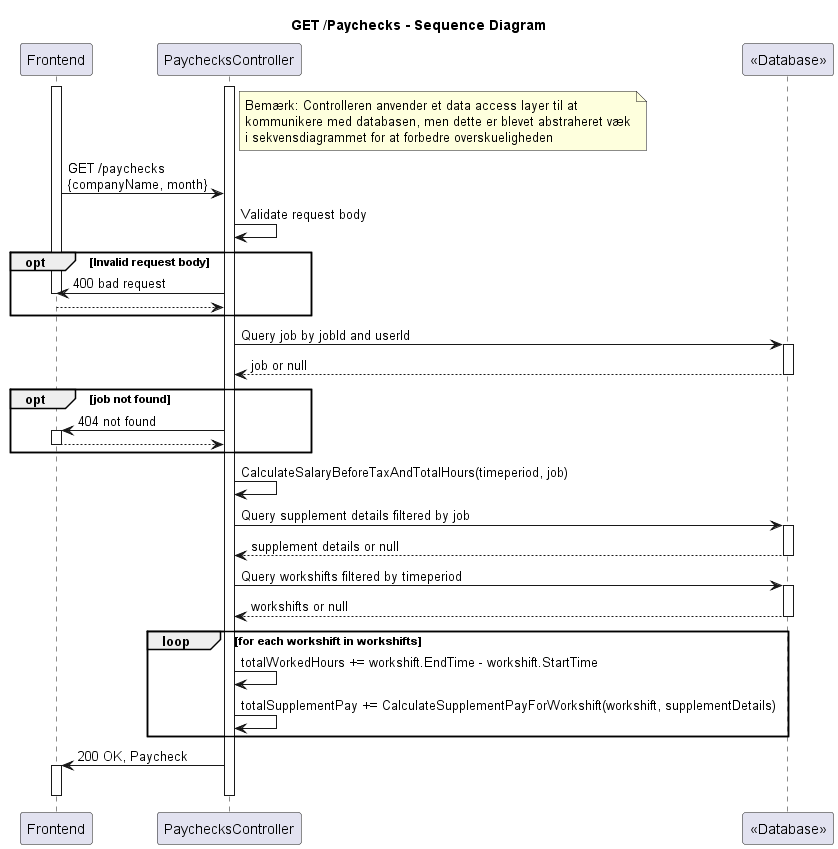 GET /Paychecks - Sequence Diagram
Frontend
PaychecksController
«Database»
Bemærk: Controlleren anvender et data access layer til at
kommunikere med databasen, men dette er blevet abstraheret væk
i sekvensdiagrammet for at forbedre overskueligheden
GET /paychecks
{companyName, month}
Validate request body
opt
[Invalid request body]
400 bad request
Query job by jobId and userId
job or null
opt
[job not found]
404 not found
CalculateSalaryBeforeTaxAndTotalHours(timeperiod, job)
Query supplement details filtered by job
supplement details or null
Query workshifts filtered by timeperiod
workshifts or null
loop
[for each workshift in workshifts]
totalWorkedHours += workshift.EndTime - workshift.StartTime
totalSupplementPay += CalculateSupplementPayForWorkshift(workshift, supplementDetails)
200 OK, Paycheck
Frontend
PaychecksController
«Database»